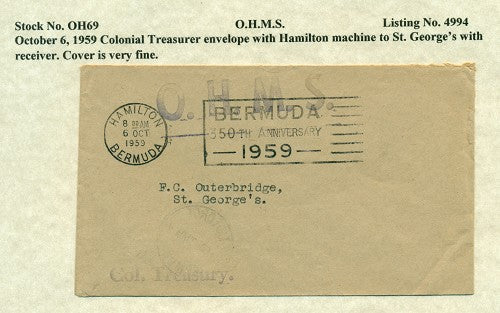 Stock No. OH69 O.H.M.S. Listing No. 4994
October 6, 1959 Colonial Treasurer envelope with Hamilton machine to St. George's with
receiver. Cover is very fine.
O.H.M.S.
HAMILTON
8 AM
6 OCT
1959
BERMUDA
BERMUDA
350TH ANNIVERSARY
1959
F.C. Outerbridge,
St. George's.
Col. Treasury.